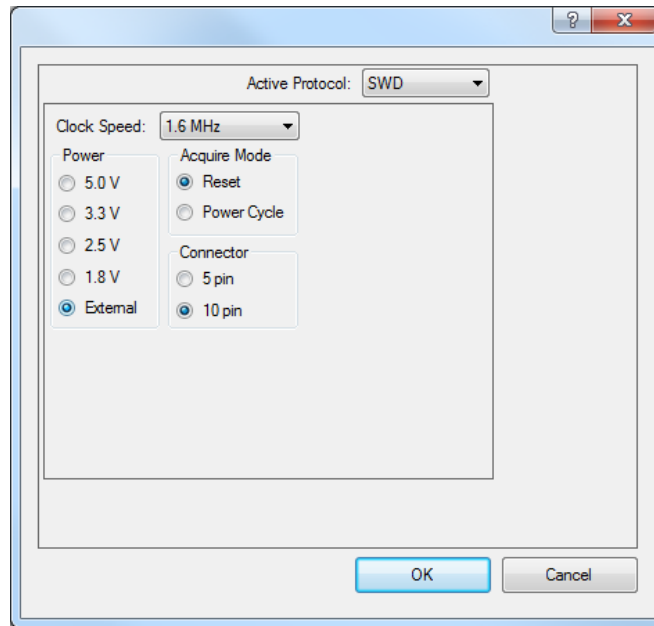 Active Protocol: SWD
Clock Speed: 1.6 MHz
Power
5.0 V
3.3 V
2.5 V
1.8 V
External
Acquire Mode
Reset
Power Cycle
Connector
5 pin
10 pin
OK
Cancel